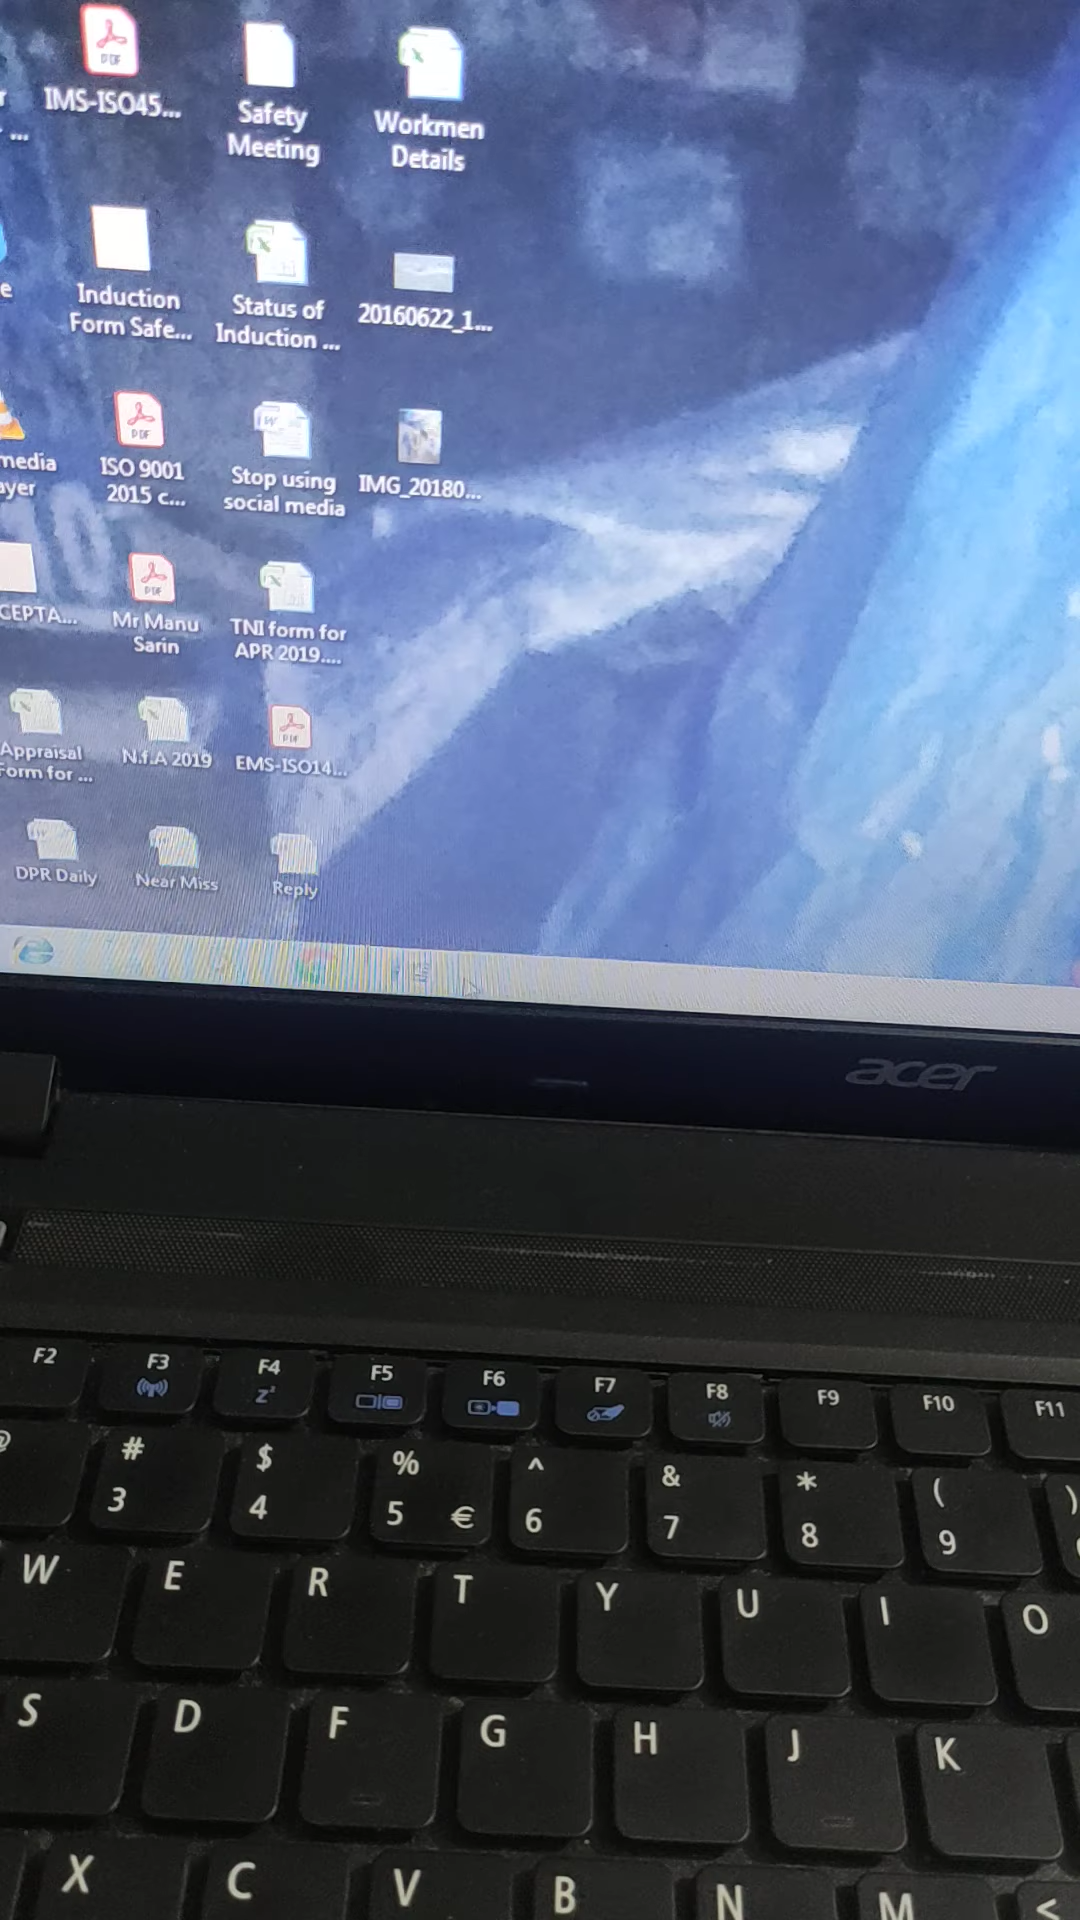 IMS-ISO45...
Safety
Meeting
Workmen
Details
...
e
Induction
Form Safe...
Status of
Induction ...
20160622_1...
media
ayer
ISO 9001
2015 c...
Stop using
social media
IMG_20180...
CEPTA...
Mr Manu
Sarin
TNI form for
APR 2019....
Appraisal
Form for ...
N.f.A 2019
EMS-ISO14...
DPR Daily
Near Miss
Reply
acer
F2 F3 F4 F5 F6 F7 F8 F9 F10 F11
# $ % ^ & * ( )
3 4 5 € 6 7 8 9
W E R T Y U I O
S D F G H J K
X C V B N M <